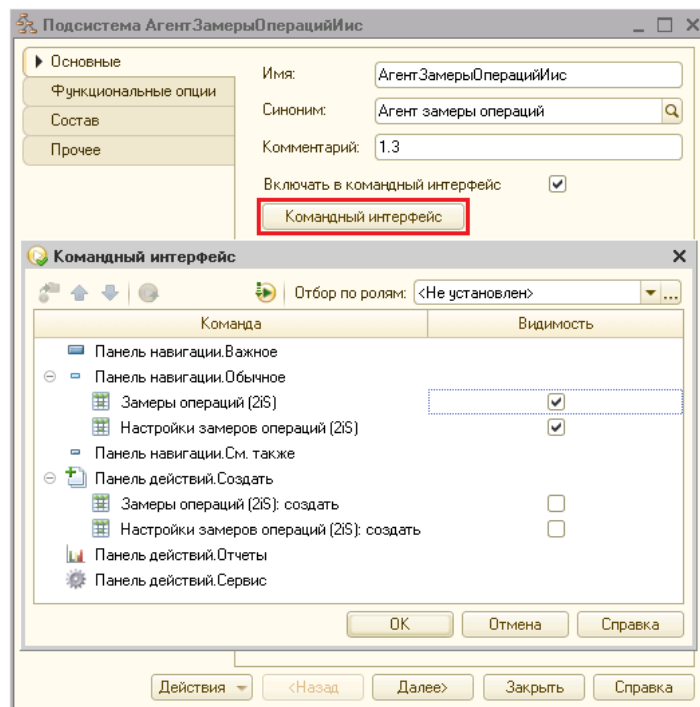 Подсистема АгентЗамерыОперацийИис
Основные
Функциональные опции
Состав
Прочее
Имя: АгентЗамерыОперацийИис
Синоним: Агент замеры операций
Комментарий: 1.3
Включать в командный интерфейс
Командный интерфейс
Командный интерфейс
Отбор по ролям: <Не установлен>
Команда Видимость
Панель навигации.Важное
Панель навигации.Обычное
Замеры операций (2iS)
Настройки замеров операций (2iS)
Панель навигации.См. также
Панель действий.Создать
Замеры операций (2iS): создать
Настройки замеров операций (2iS): создать
Панель действий.Отчеты
Панель действий.Сервис
ОК Отмена Справка
Действия <Назад Далее> Закрыть Справка